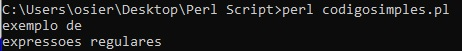 C:\Users\osier\Desktop\Perl Script>perl codigosimples.pl
exemplo de
expressoes regulares